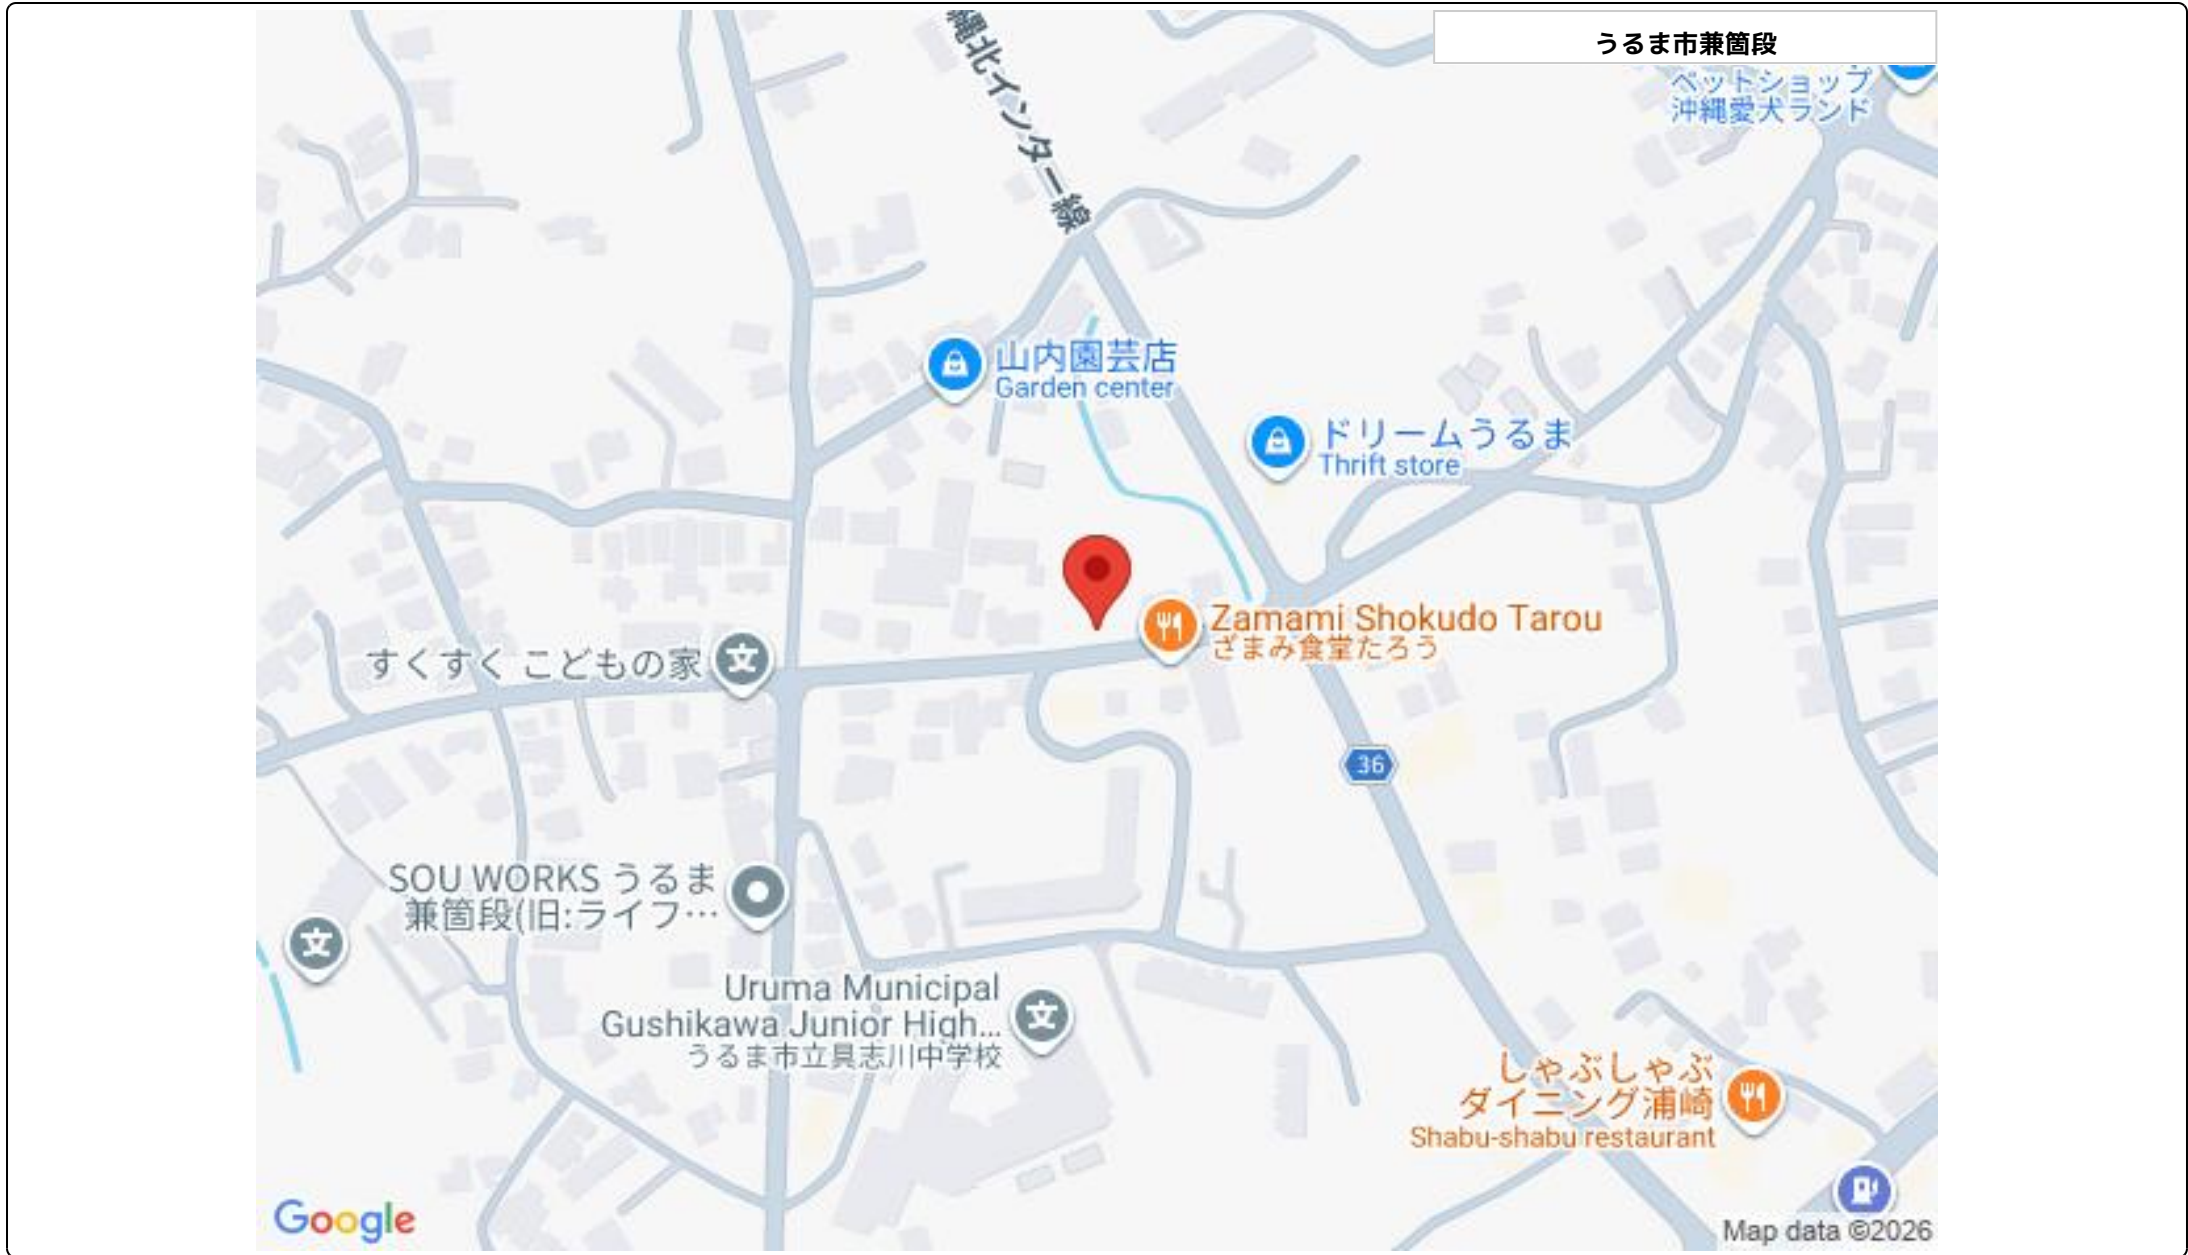 うるま市兼箇段
縄北インター線
ペットショップ
沖縄愛犬ランド
山内園芸店
Garden center
ドリームうるま
Thrift store
Zamami Shokudo Tarou
ざまみ食堂たろう
すくすく こどもの家
文
36
SOU WORKS うるま
兼箇段(旧:ライフ…
文
Uruma Municipal
Gushikawa Junior High...
うるま市立具志川中学校
文
しゃぶしゃぶ
ダイニング浦崎
Shabu-shabu restaurant
Google
Map data ©2026